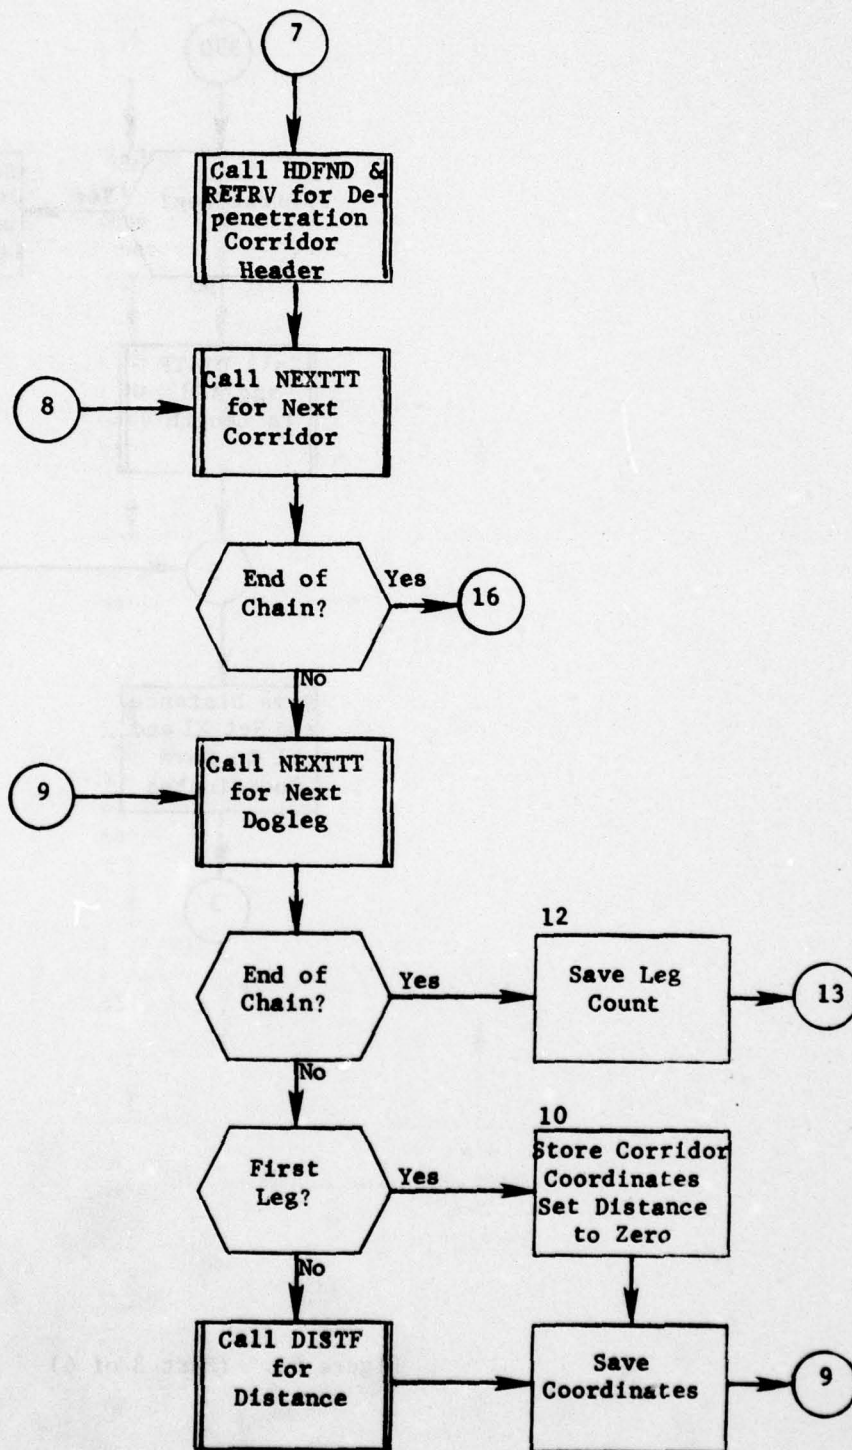 7
Call HDFND &
RETRV for De-
penetration
Corridor
Header
8
Call NEXTTT
for Next
Corridor
End of
Chain?
Yes
16
No
9
Call NEXTTT
for Next
Dogleg
End of
Chain?
Yes
12
Save Leg
Count
13
No
First
Leg?
Yes
10
Store Corridor
Coordinates
Set Distance
to Zero
No
Call DISTF
for
Distance
Save
Coordinates
9